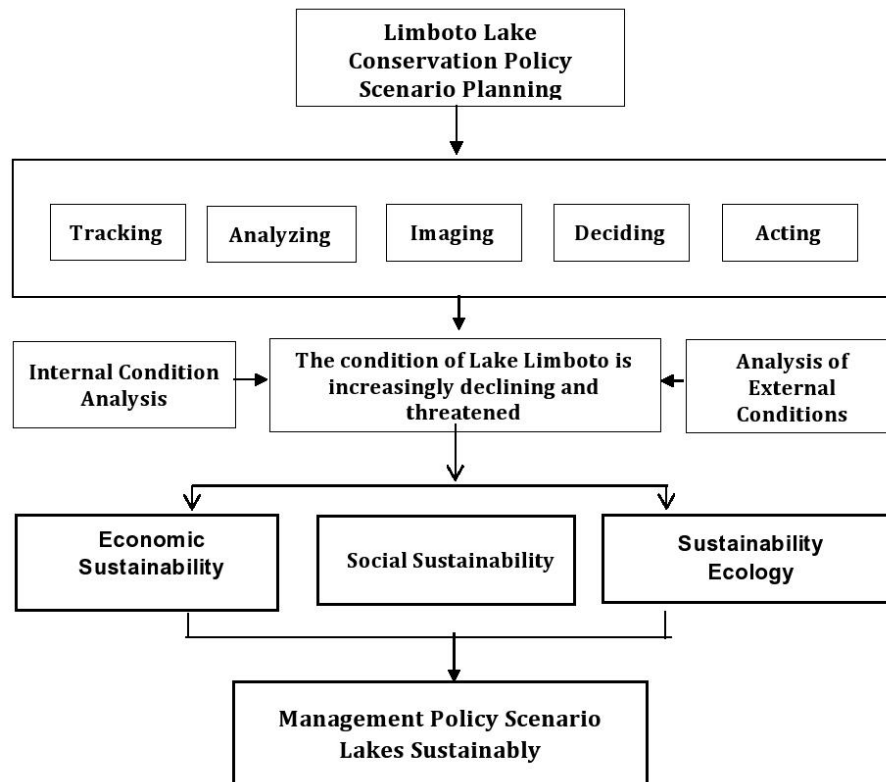 Limboto Lake
Conservation Policy
Scenario Planning
Tracking
Analyzing
Imaging
Deciding
Acting
Internal Condition
Analysis
The condition of Lake Limboto is
increasingly declining and
threatened
Analysis of
External
Conditions
Economic
Sustainability
Social Sustainability
Sustainability
Ecology
Management Policy Scenario
Lakes Sustainably